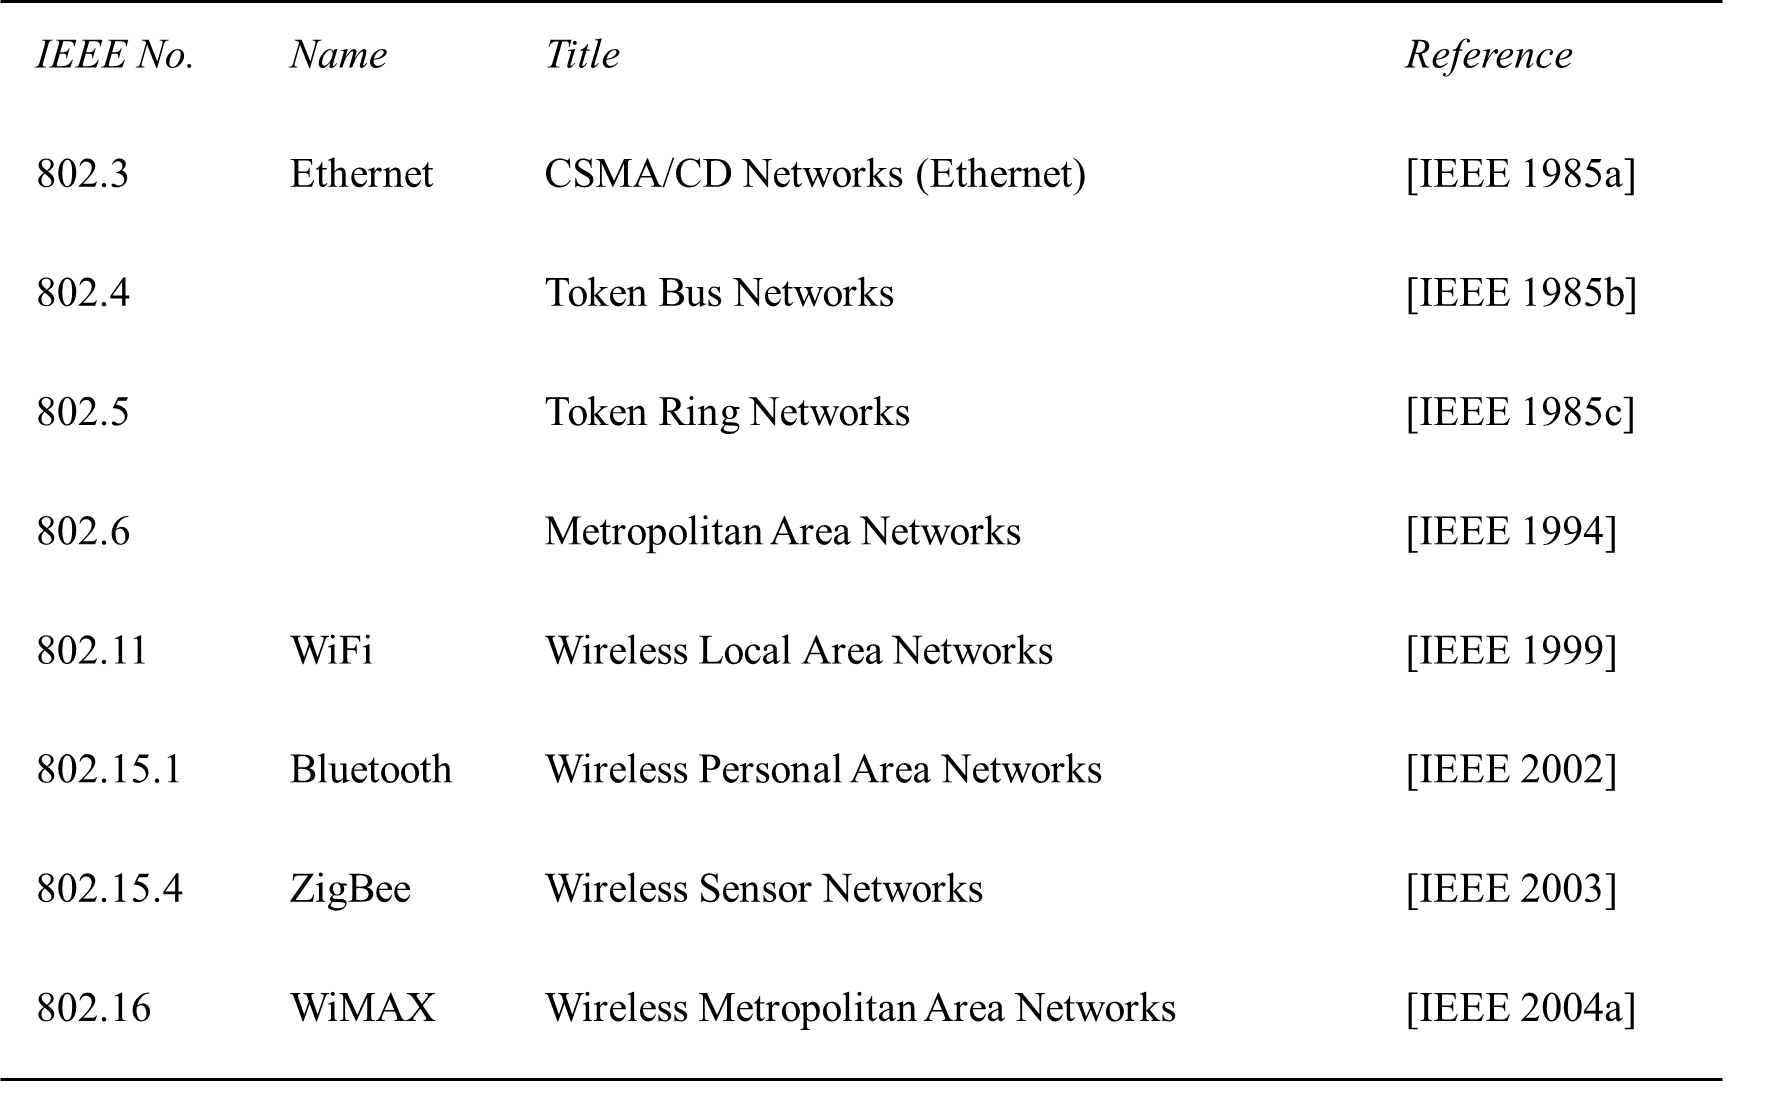 IEEE No. Name Title Reference
802.3 Ethernet CSMA/CD Networks (Ethernet) [IEEE 1985a]
802.4 Token Bus Networks [IEEE 1985b]
802.5 Token Ring Networks [IEEE 1985c]
802.6 Metropolitan Area Networks [IEEE 1994]
802.11 WiFi Wireless Local Area Networks [IEEE 1999]
802.15.1 Bluetooth Wireless Personal Area Networks [IEEE 2002]
802.15.4 ZigBee Wireless Sensor Networks [IEEE 2003]
802.16 WiMAX Wireless Metropolitan Area Networks [IEEE 2004a]